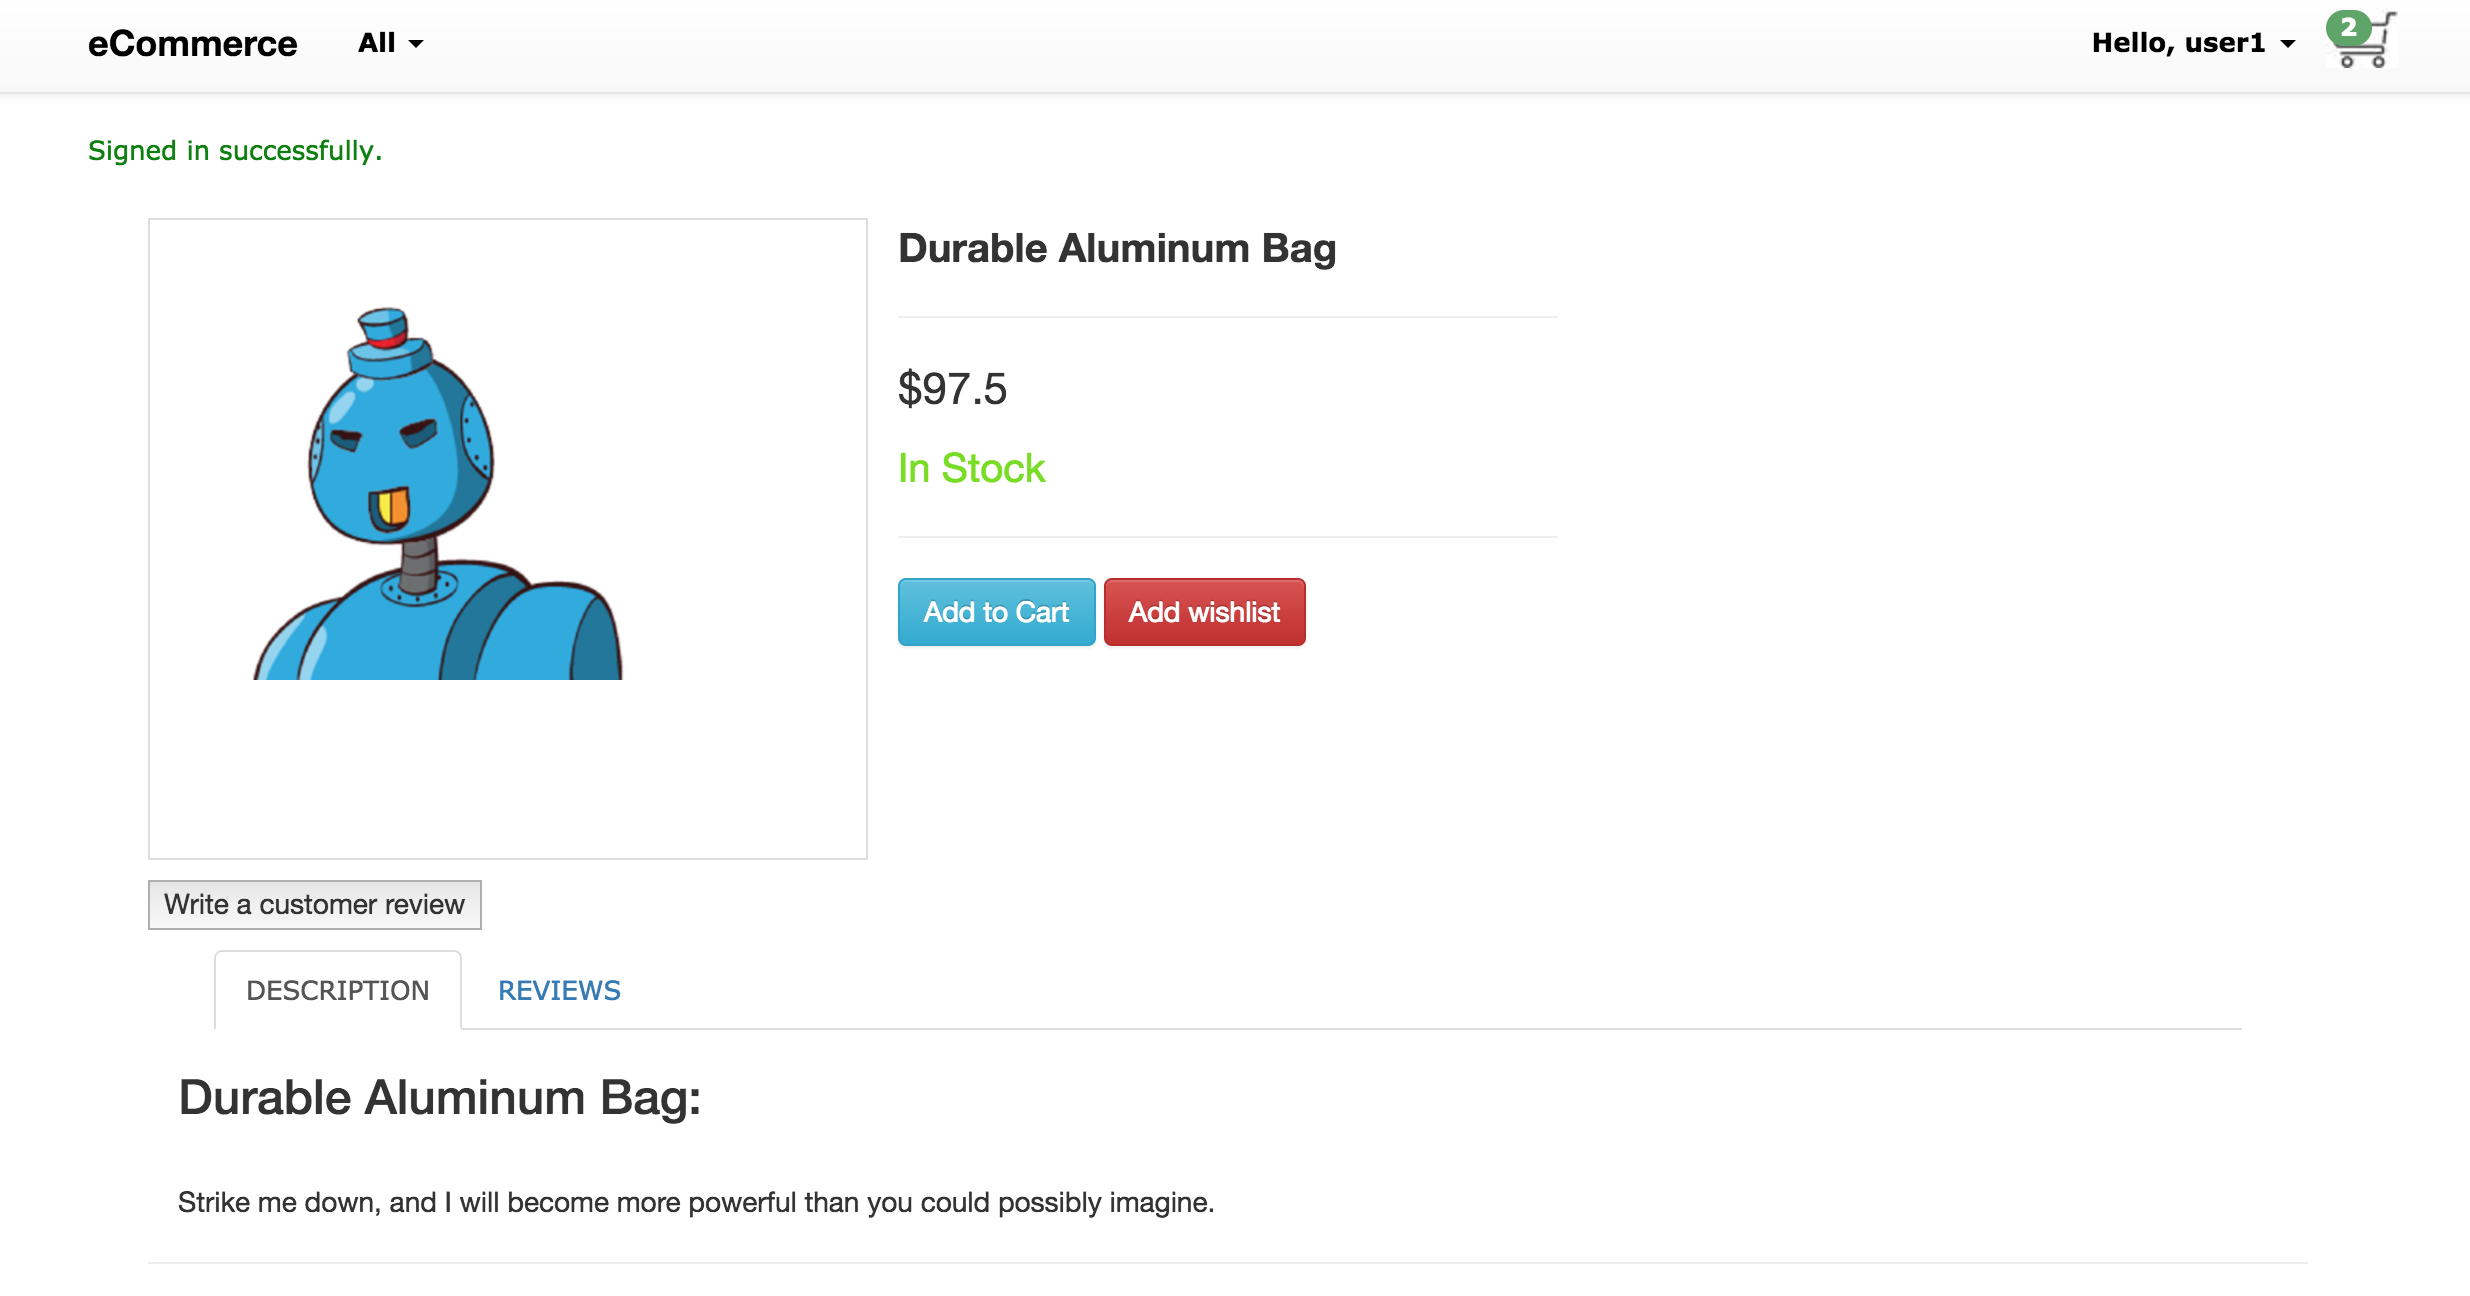 eCommerce All Hello, user1 2
Signed in successfully.
Durable Aluminum Bag
$97.5
In Stock
Add to Cart Add wishlist
Write a customer review
DESCRIPTION REVIEWS
Durable Aluminum Bag:
Strike me down, and I will become more powerful than you could possibly imagine.